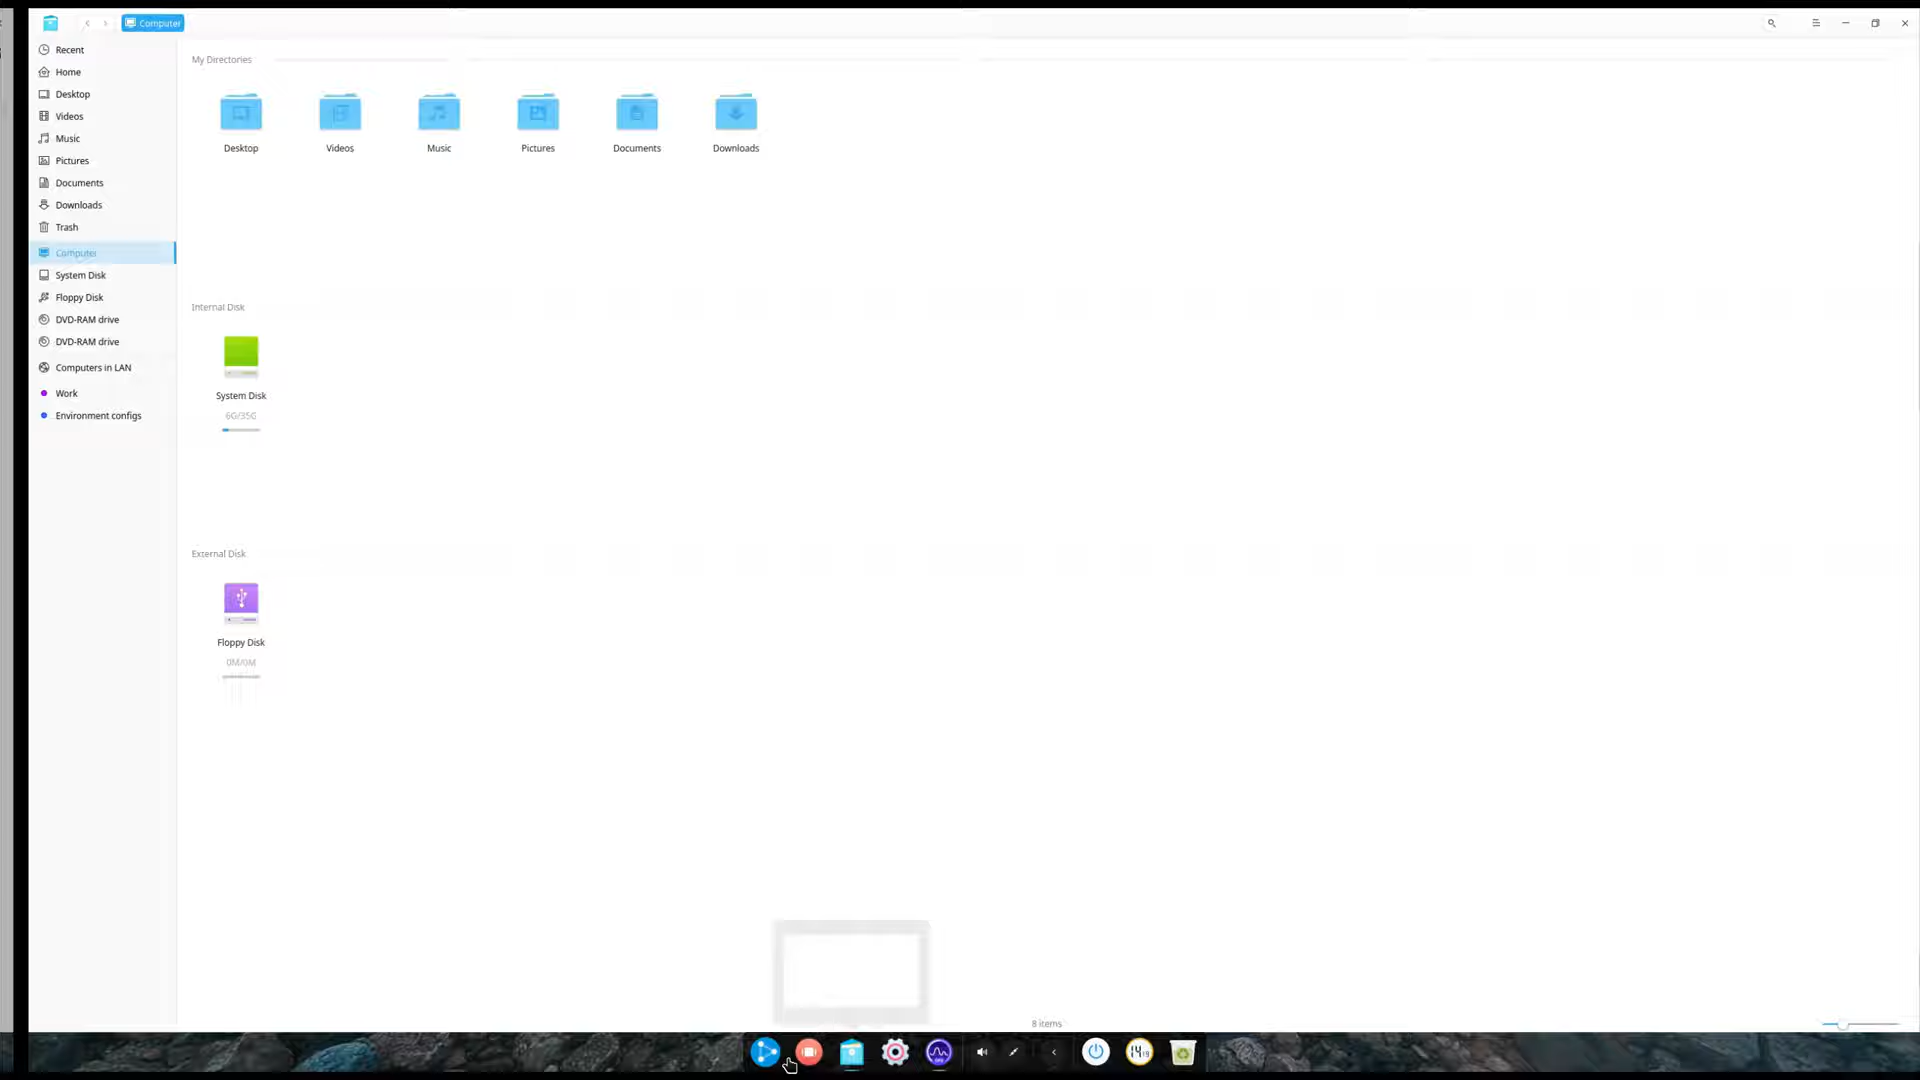 Computer
Recent
Home
Desktop
Videos
Music
Pictures
Documents
Downloads
Trash
Computer
System Disk
Floppy Disk
DVD-RAM drive
DVD-RAM drive
Computers in LAN
Work
Environment configs
My Directories
Desktop
Videos
Music
Pictures
Documents
Downloads
Internal Disk
System Disk
6G/35G
External Disk
Floppy Disk
0M/0M
8 items